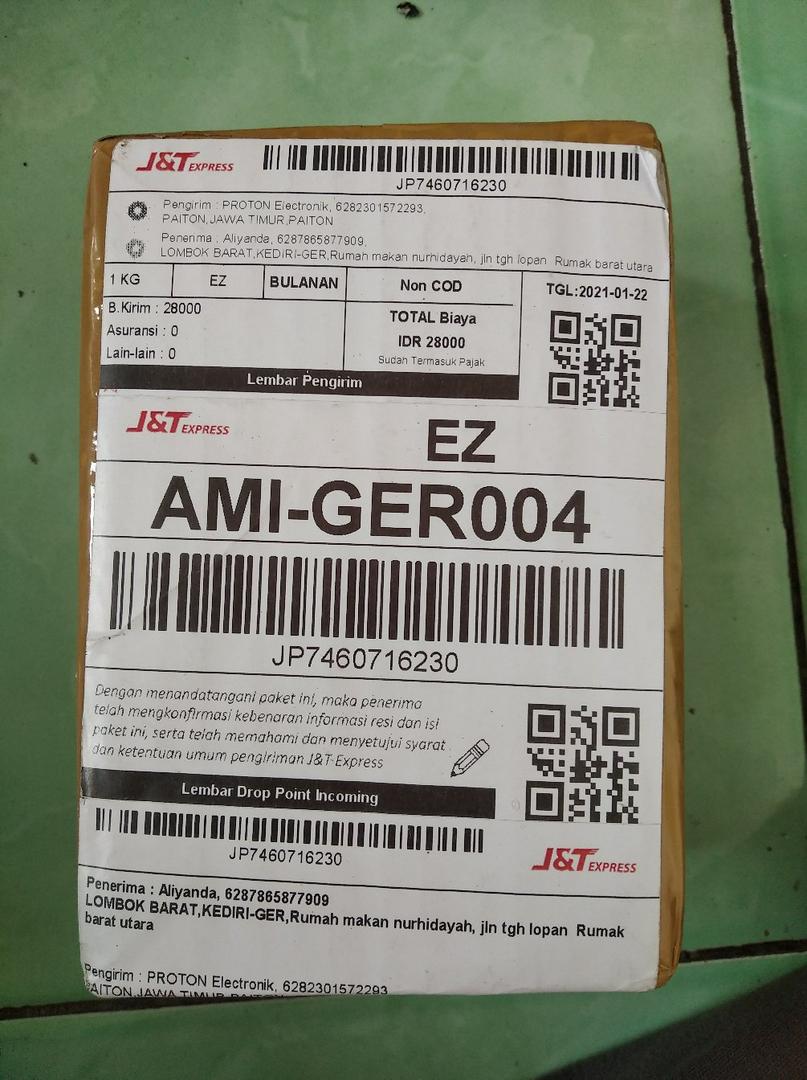 J&T EXPRESS
JP7460716230
Pengirim : PROTON Electronik, 6282301572293,
PAITON,JAWA TIMUR,PAITON
Penerima : Aliyanda, 6287865877909,
LOMBOK BARAT,KEDIRI-GER,Rumah makan nurhidayah, jln tgh lopan Rumak barat utara
1 KG
EZ
BULANAN
Non COD
TGL:2021-01-22
B.Kirim : 28000
Asuransi : 0
Lain-lain : 0
TOTAL Biaya
IDR 28000
Sudah Termasuk Pajak
Lembar Pengirim
J&T EXPRESS
EZ
AMI-GER004
JP7460716230
Dengan menandatangani paket ini, maka penerima
telah mengkonfirmasi kebenaran informasi resi dan isi
paket ini, serta telah memahami dan menyetujui syarat
dan ketentuan umum pengiriman J&T Express
Lembar Drop Point Incoming
JP7460716230
J&T EXPRESS
Penerima : Aliyanda, 6287865877909
LOMBOK BARAT,KEDIRI-GER,Rumah makan nurhidayah, jln tgh lopan Rumak
barat utara
Pengirim : PROTON Electronik, 6282301572293
PAITON,JAWA TIMUR,PAITON